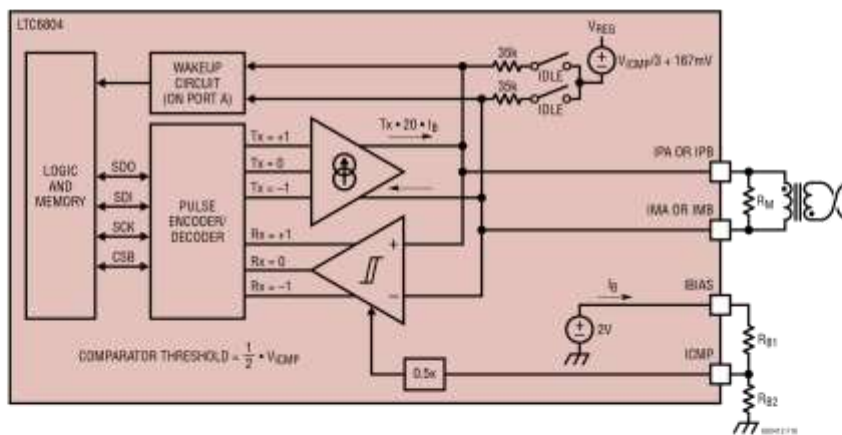 LTC6804
WAKEUP
CIRCUIT
(ON PORT A)
35k
IDLE
35k
IDLE
VREG
VICMP/3 + 167mV
LOGIC
AND
MEMORY
SDO
SDI
SCK
CSB
PULSE
ENCODER/
DECODER
Tx = +1
Tx = 0
Tx = –1
Tx • 20 • IB
Rx = +1
Rx = 0
Rx = –1
+
–
IPA OR IPB
IMA OR IMB
RM
IBIAS
IB
2V
ICMP
RB1
RB2
COMPARATOR THRESHOLD = 1/2 • VICMP
0.5x